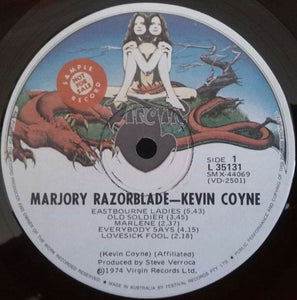 SAMPLE
NOT
FOR
SALE
RECORD
Virgin
SIDE 1
L 35131
SMX-44069
(VD-2501)
MARJORY RAZORBLADE—KEVIN COYNE
EASTBOURNE LADIES (5.43)
OLD SOLDIER (3.45)
MARLENE (2.37)
EVERYBODY SAYS (4.15)
LOVESICK FOOL (2.18)
(Kevin Coyne) (Affiliated)
Produced by Steve Verroca
℗1974 Virgin Records Ltd.
MADE IN AUSTRALIA BY FESTIVAL RECORDS PTY. LTD.